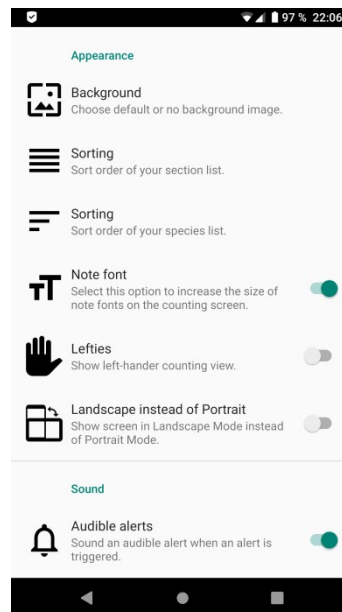 97 % 22:06
Appearance
Background
Choose default or no background image.
Sorting
Sort order of your section list.
Sorting
Sort order of your species list.
Note font
Select this option to increase the size of
note fonts on the counting screen.
Lefties
Show left-hander counting view.
Landscape instead of Portrait
Show screen in Landscape Mode instead
of Portrait Mode.
Sound
Audible alerts
Sound an audible alert when an alert is
triggered.